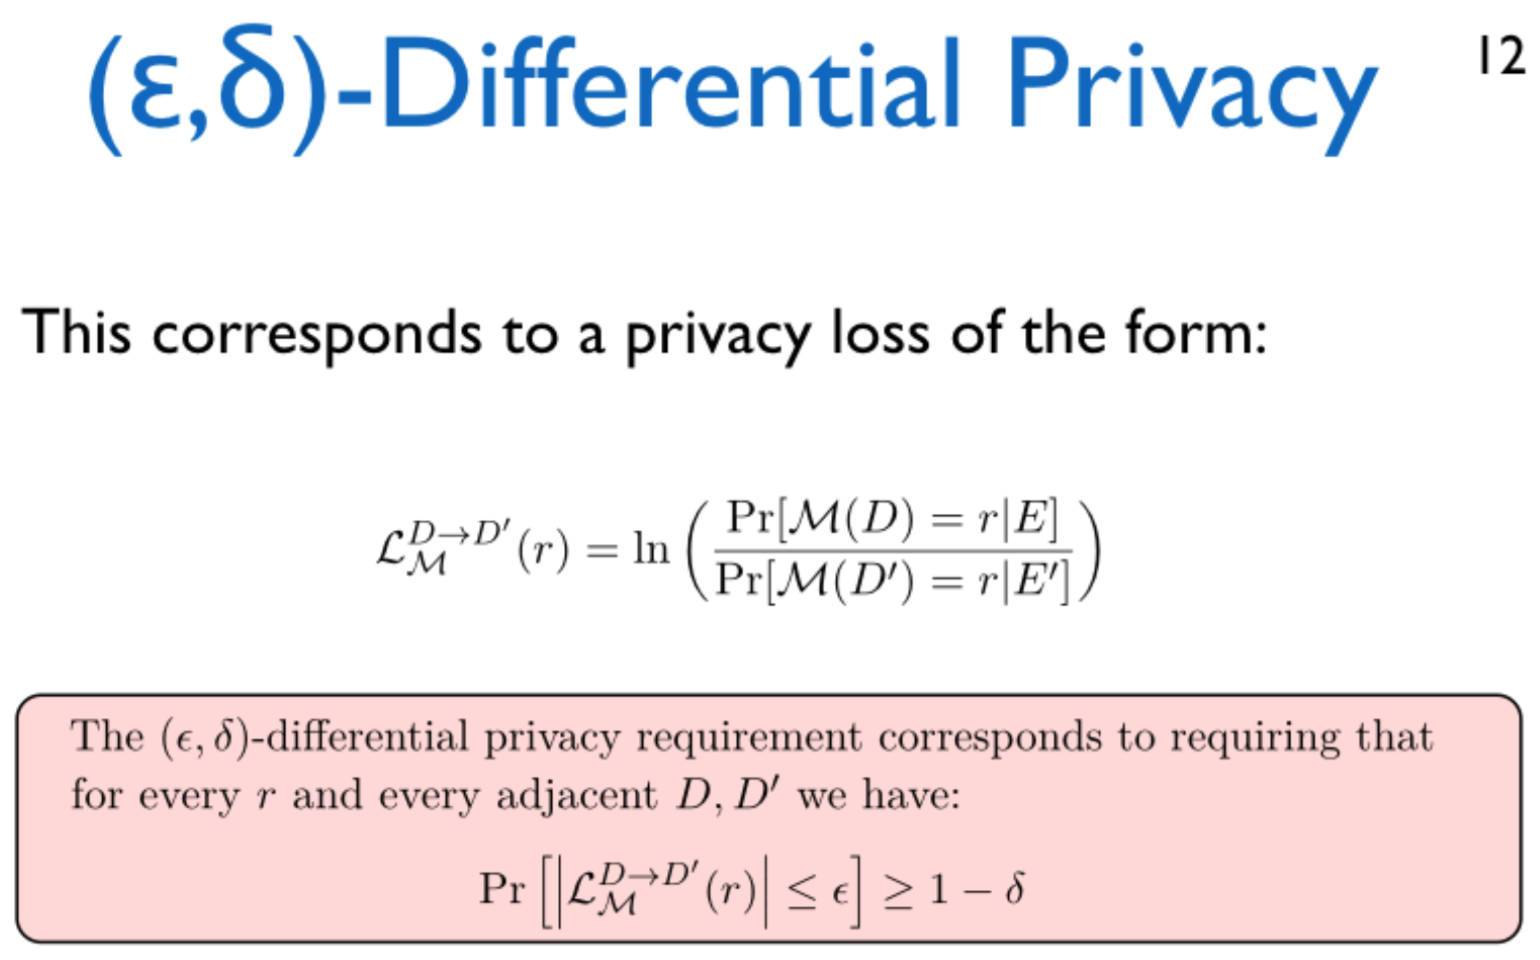 (ε,δ)-Differential Privacy
12
This corresponds to a privacy loss of the form:
$\mathcal{L}_{\mathcal{M}}^{D \to D'}(r) = \ln \left( \frac{\Pr[\mathcal{M}(D) = r|E]}{\Pr[\mathcal{M}(D') = r|E']} \right)$
The (ϵ, δ)-differential privacy requirement corresponds to requiring that
for every r and every adjacent D, D′ we have:
$\Pr \left[ \left| \mathcal{L}_{\mathcal{M}}^{D \to D'}(r) \right| \leq \epsilon \right] \geq 1 - \delta$